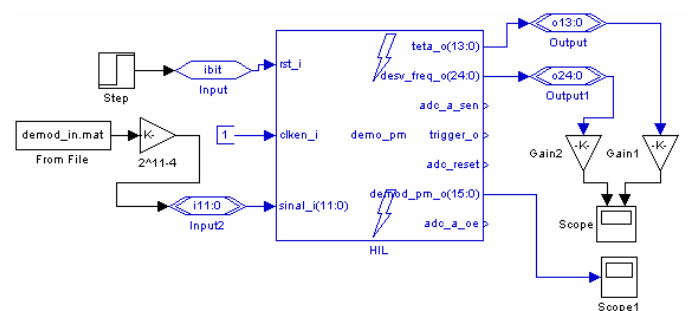 teta_o(13:0)
o13:0
Output
ibit
rst_i
Step
Input
desv_freq_o(24:0)
o24:0
Output1
adc_a_sen
demod_in.mat
From File
-K-
2^11-4
1
clken_i
demo_pm
trigger_o
-K-
Gain2
Gain1
-K-
adc_reset
i11:0
Input2
sinal_i(11:0)
demod_pm_o(15:0)
adc_a_oe
HIL
Scope
Scope1